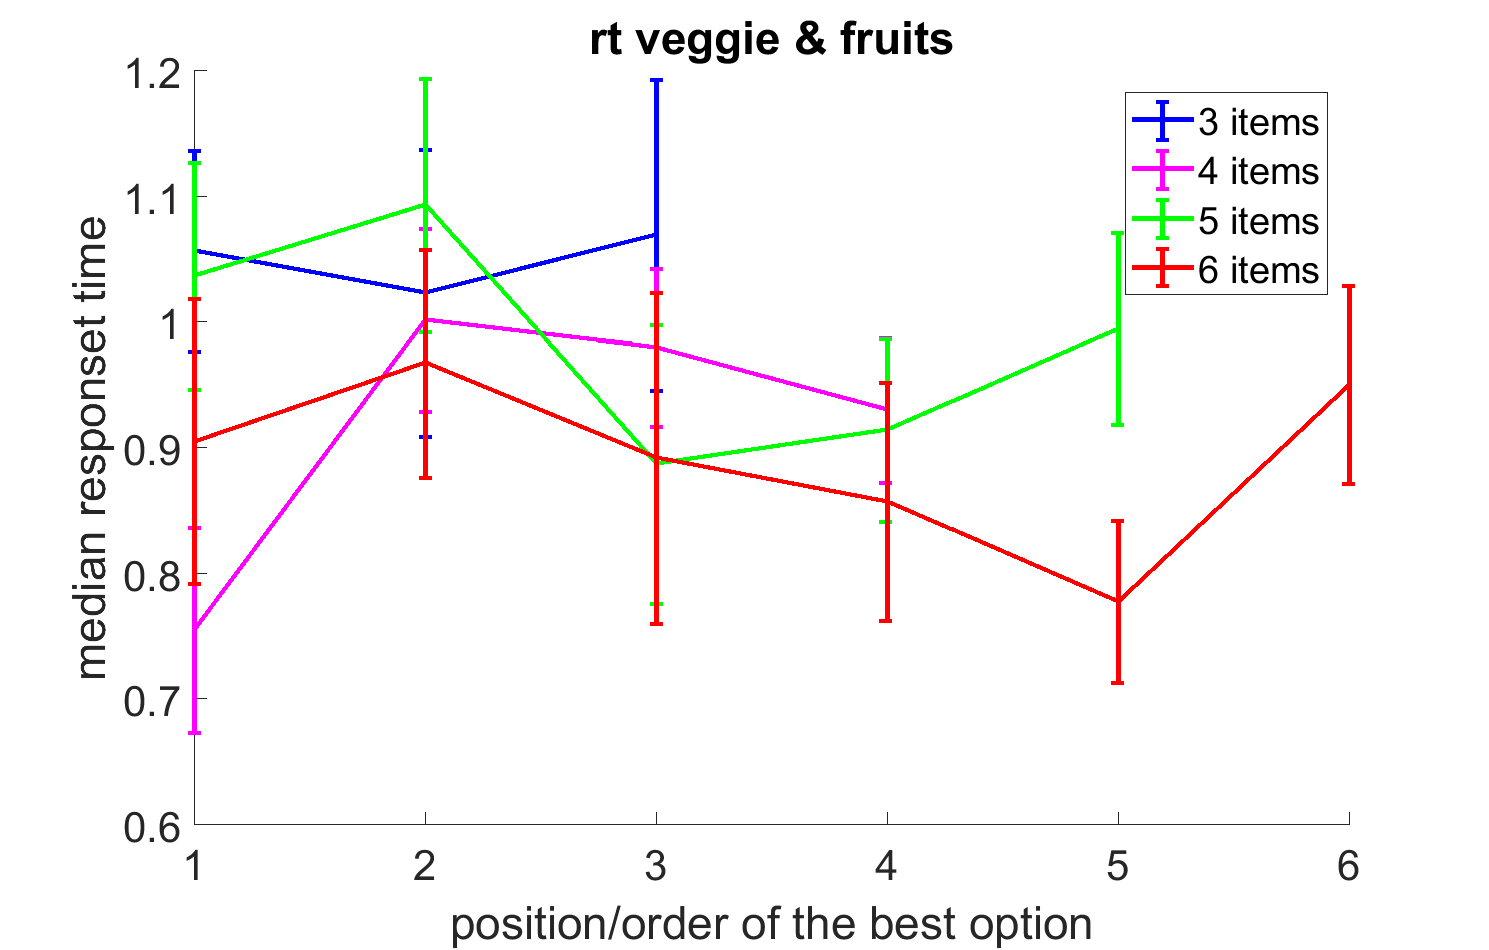 rt veggie & fruits
1.2
1.1
1
0.9
0.8
0.7
0.6
median responset time
3 items
4 items
5 items
6 items
1 2 3 4 5 6
position/order of the best option